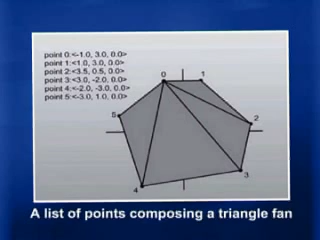 point 0:<-1.0, 3.0, 0.0>
point 1:<1.0, 3.0, 0.0>
point 2:<3.5, 0.5, 0.0>
point 3:<3.0, -2.0, 0.0>
point 4:<-2.0, -3.0, 0.0>
point 5:<-3.0, 1.0, 0.0>
0
1
5
2
3
4
A list of points composing a triangle fan